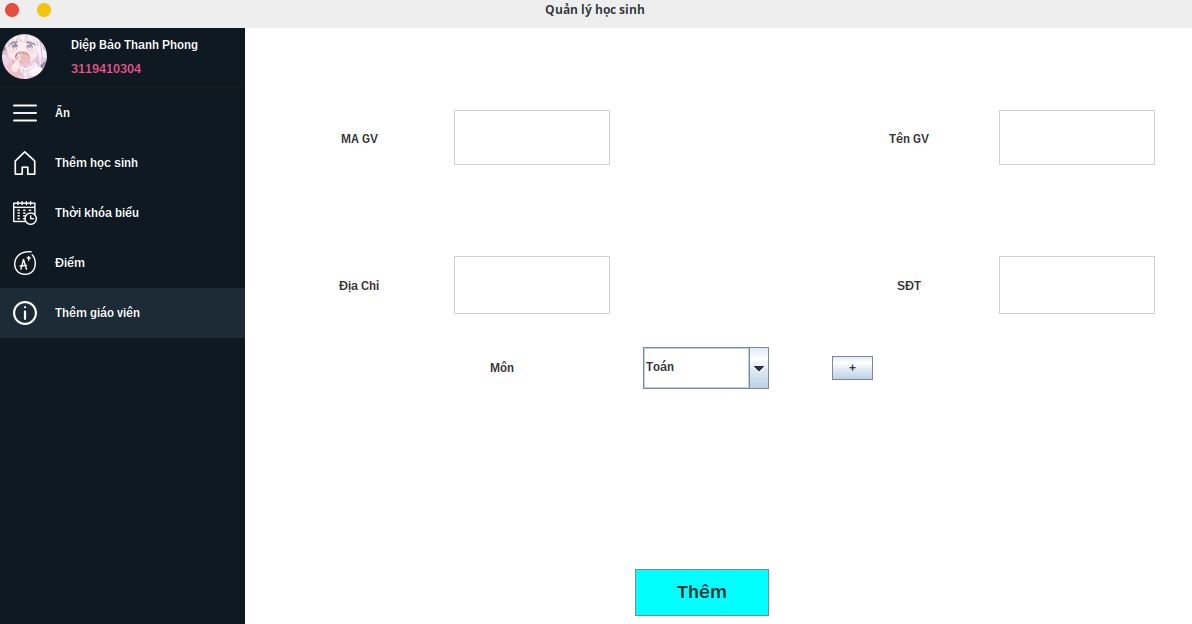 Quản lý học sinh
Diệp Bảo Thanh Phong
3119410304
Ẩn
Thêm học sinh
Thời khóa biểu
Điểm
Thêm giáo viên
MA GV
Tên GV
Địa Chỉ
SĐT
Môn
Toán
+
Thêm